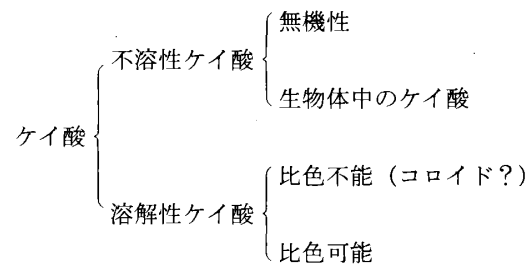 無機性
不溶性ケイ酸
生物体中のケイ酸
ケイ酸
比色不能（コロイド？）
溶解性ケイ酸
比色可能